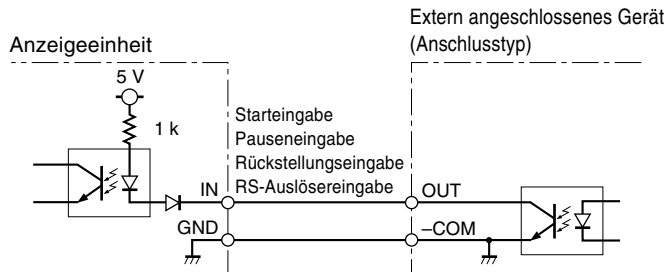 Anzeigeeinheit
Extern angeschlossenes Gerät
(Anschlusstyp)
5 V
1 k
Starteingabe
Pauseneingabe
Rückstellungseingabe
RS-Auslösereingabe
IN
OUT
GND
–COM